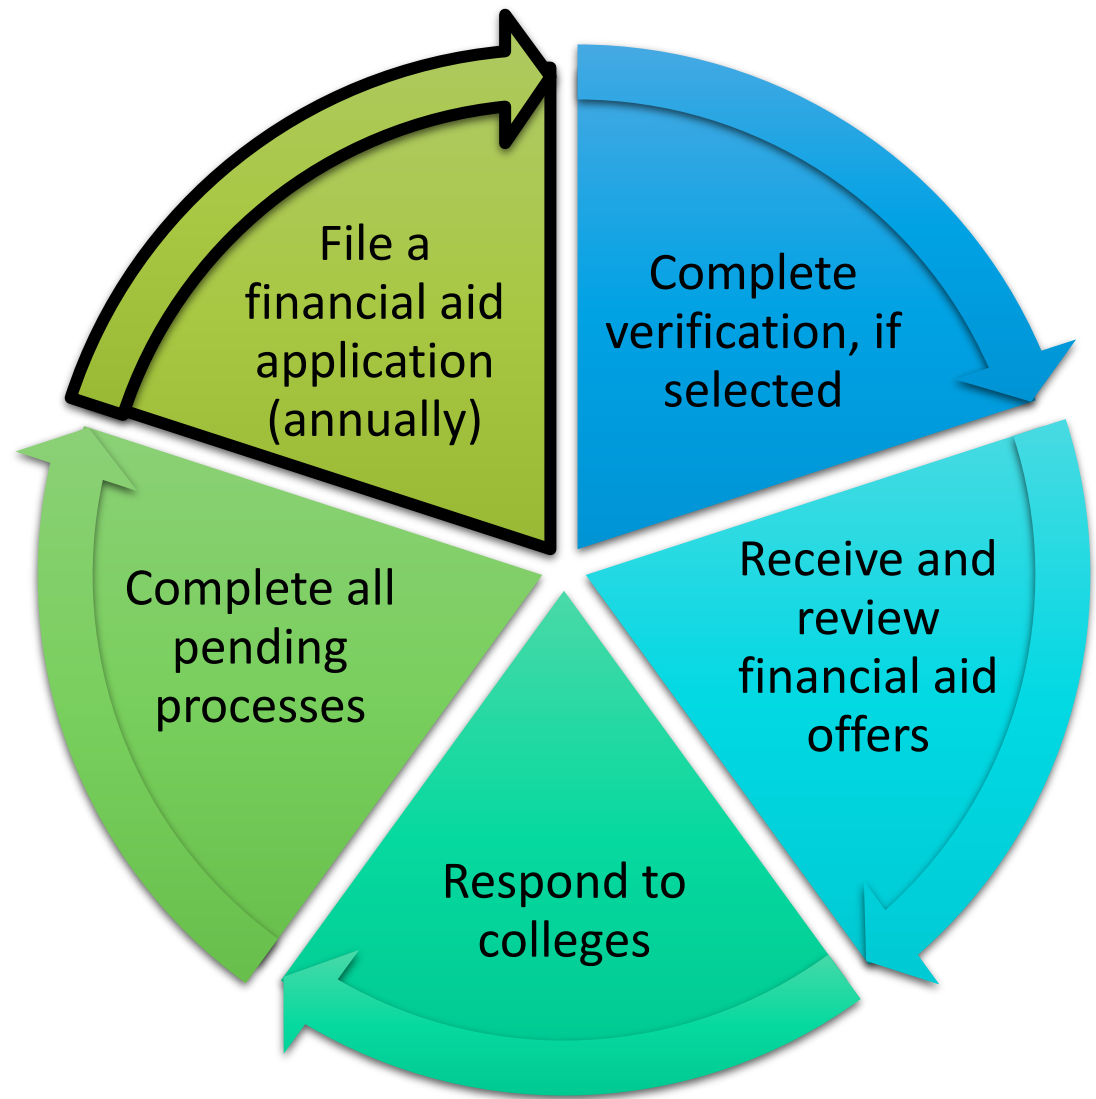 File a
financial aid
application
(annually)
Complete
verification, if
selected
Receive and
review
financial aid
offers
Respond to
colleges
Complete all
pending
processes